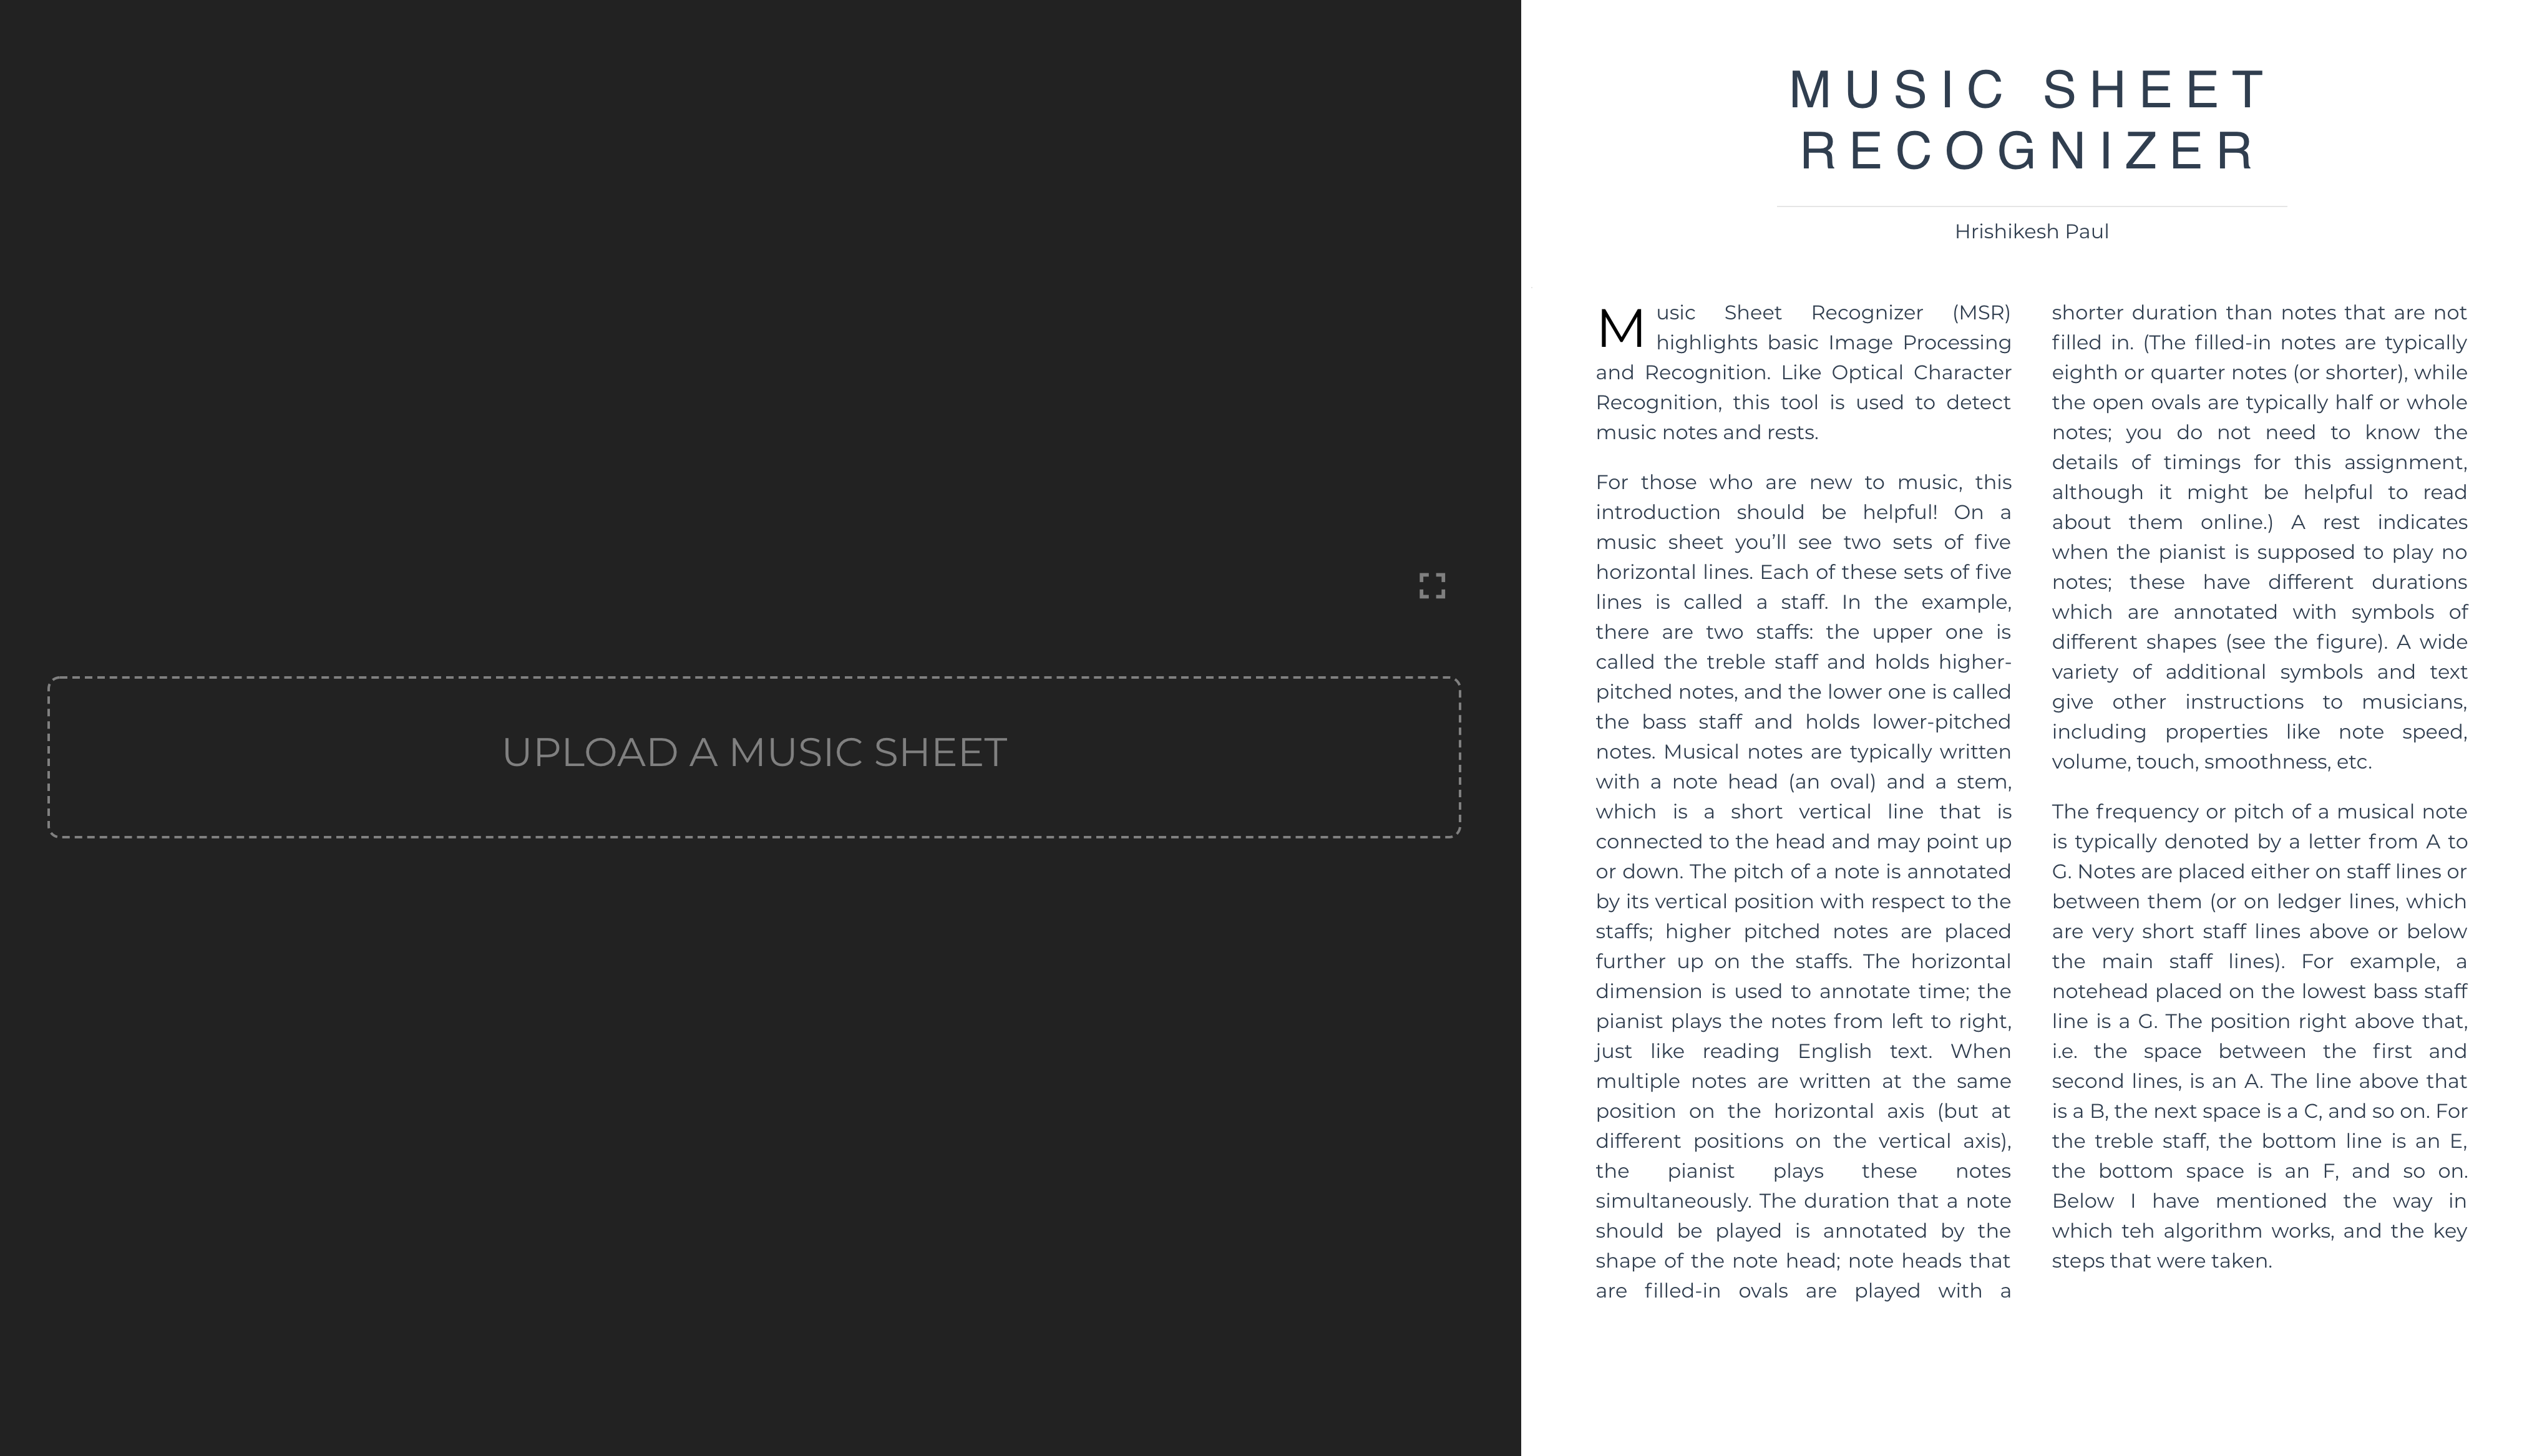 UPLOAD A MUSIC SHEET
MUSIC SHEET
RECOGNIZER
Hrishikesh Paul
Music Sheet Recognizer (MSR)
highlights basic Image Processing
and Recognition. Like Optical Character
Recognition, this tool is used to detect
music notes and rests.
For those who are new to music, this
introduction should be helpful! On a
music sheet you’ll see two sets of five
horizontal lines. Each of these sets of five
lines is called a staff. In the example,
there are two staffs: the upper one is
called the treble staff and holds higher-
pitched notes, and the lower one is called
the bass staff and holds lower-pitched
notes. Musical notes are typically written
with a note head (an oval) and a stem,
which is a short vertical line that is
connected to the head and may point up
or down. The pitch of a note is annotated
by its vertical position with respect to the
staffs; higher pitched notes are placed
further up on the staffs. The horizontal
dimension is used to annotate time; the
pianist plays the notes from left to right,
just like reading English text. When
multiple notes are written at the same
position on the horizontal axis (but at
different positions on the vertical axis),
the pianist plays these notes
simultaneously. The duration that a note
should be played is annotated by the
shape of the note head; note heads that
are filled-in ovals are played with a
shorter duration than notes that are not
filled in. (The filled-in notes are typically
eighth or quarter notes (or shorter), while
the open ovals are typically half or whole
notes; you do not need to know the
details of timings for this assignment,
although it might be helpful to read
about them online.) A rest indicates
when the pianist is supposed to play no
notes; these have different durations
which are annotated with symbols of
different shapes (see the figure). A wide
variety of additional symbols and text
give other instructions to musicians,
including properties like note speed,
volume, touch, smoothness, etc.
The frequency or pitch of a musical note
is typically denoted by a letter from A to
G. Notes are placed either on staff lines or
between them (or on ledger lines, which
are very short staff lines above or below
the main staff lines). For example, a
notehead placed on the lowest bass staff
line is a G. The position right above that,
i.e. the space between the first and
second lines, is an A. The line above that
is a B, the next space is a C, and so on. For
the treble staff, the bottom line is an E,
the bottom space is an F, and so on.
Below I have mentioned the way in
which teh algorithm works, and the key
steps that were taken.